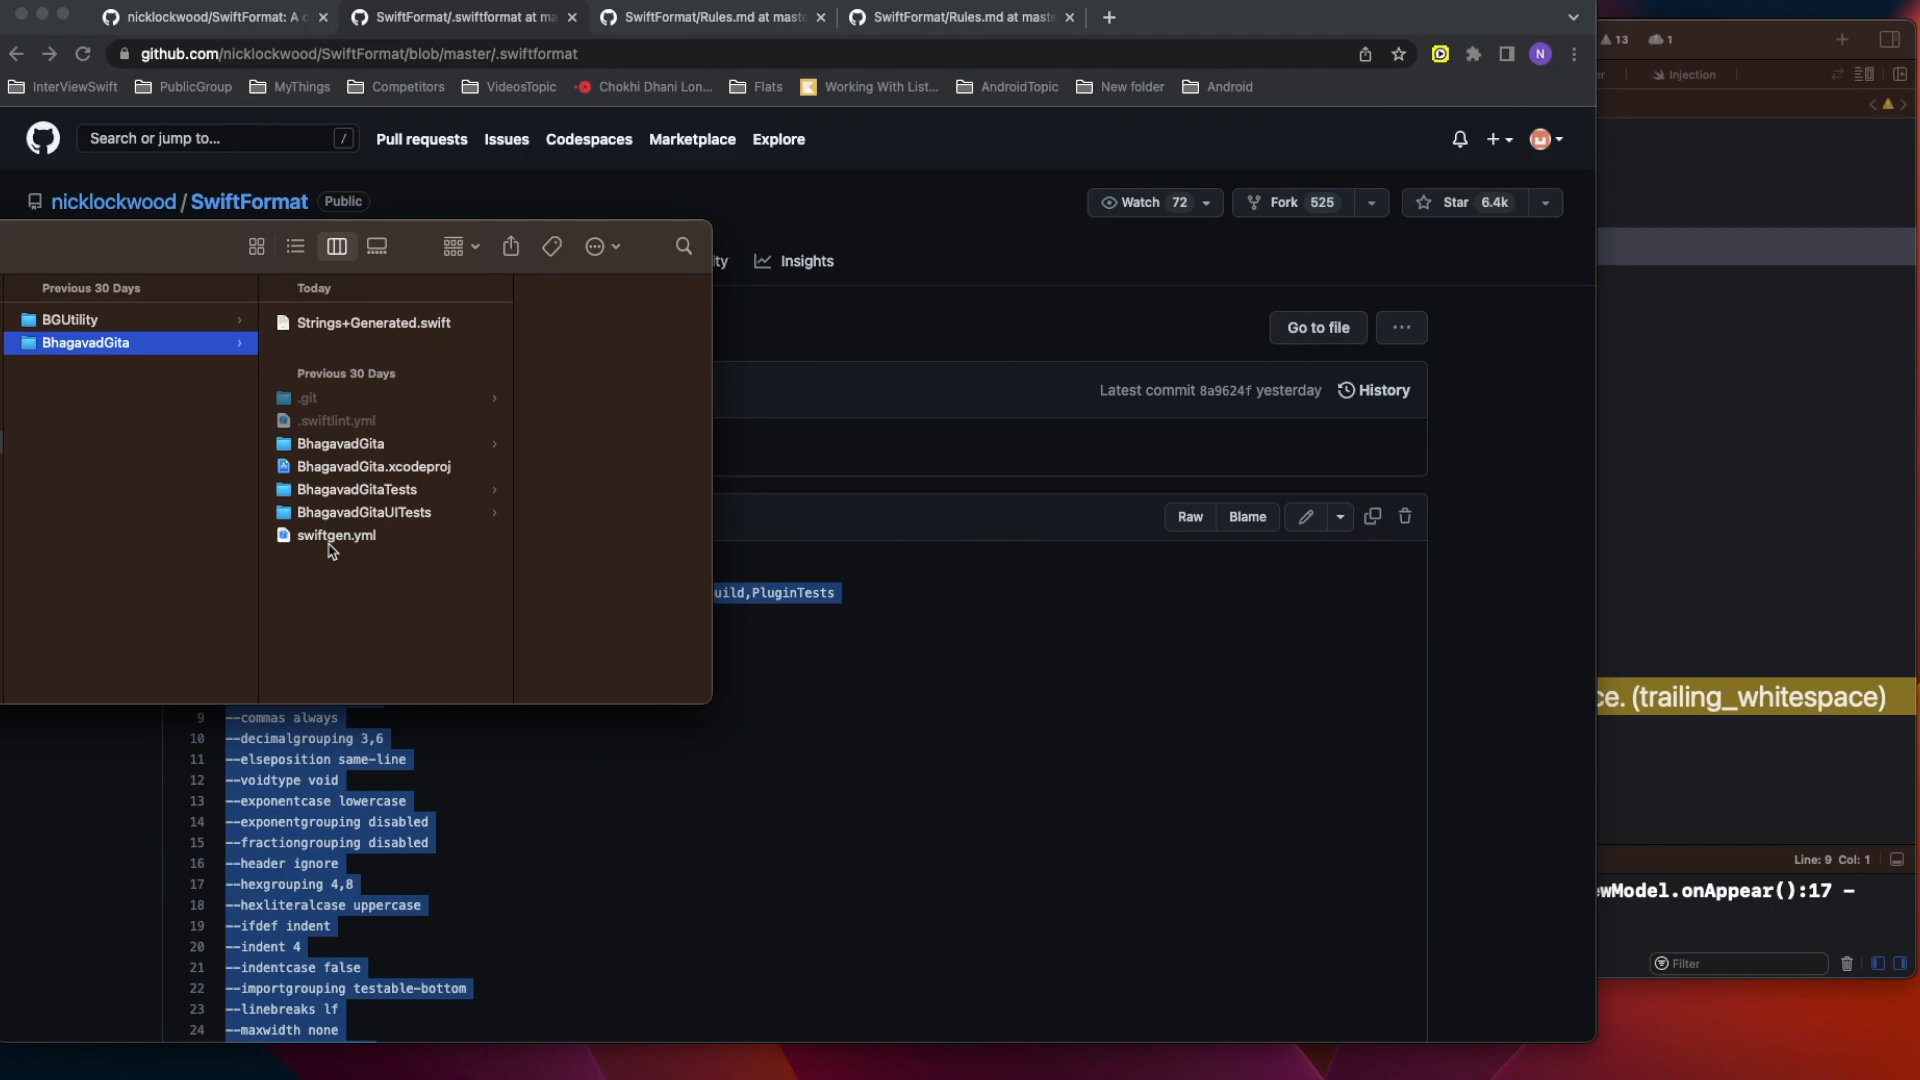 nicklockwood/SwiftFormat: A c
SwiftFormat/.swiftformat at ma
SwiftFormat/Rules.md at maste
SwiftFormat/Rules.md at maste
github.com/nicklockwood/SwiftFormat/blob/master/.swiftformat
N
InterViewSwift
PublicGroup
MyThings
Competitors
VideosTopic
Chokhi Dhani Lon...
Flats
Working With List...
AndroidTopic
New folder
Android
Search or jump to...
/
Pull requests
Issues
Codespaces
Marketplace
Explore
nicklockwood / SwiftFormat
Public
Watch 72
Fork 525
Star 6.4k
ity
Insights
Go to file
Latest commit 8a9624f yesterday
History
Raw
Blame
uild,PluginTests
Previous 30 Days
BGUtility
BhagavadGita
Today
Strings+Generated.swift
Previous 30 Days
.git
.swiftlint.yml
BhagavadGita
BhagavadGita.xcodeproj
BhagavadGitaTests
BhagavadGitaUITests
swiftgen.yml
9 --commas always
10 --decimalgrouping 3,6
11 --elseposition same-line
12 --voidtype void
13 --exponentcase lowercase
14 --exponentgrouping disabled
15 --fractiongrouping disabled
16 --header ignore
17 --hexgrouping 4,8
18 --hexliteralcase uppercase
19 --ifdef indent
20 --indent 4
21 --indentcase false
22 --importgrouping testable-bottom
23 --linebreaks lf
24 --maxwidth none
13
1
er
Injection
ce. (trailing_whitespace)
Line: 9 Col: 1
ewModel.onAppear():17 -
Filter